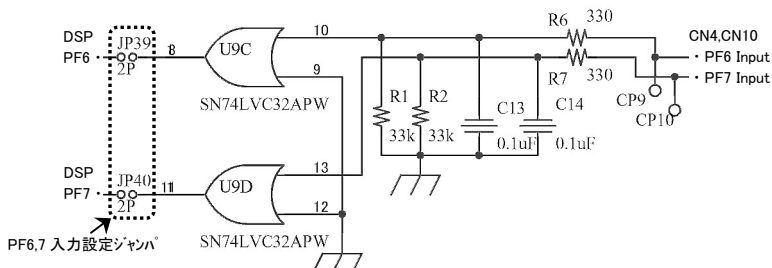 R6 330
DSP
JP39
8
U9C
10
CN4,CN10
PF6 ・
2P
9
・ PF6 Input
R7 330
・ PF7 Input
SN74LVC32APW
CP9
R1
R2
C13
C14
CP10
33k
33k
0.1uF
0.1uF
DSP
JP40
13
PF7 ・
11
U9D
2P
12
SN74LVC32APW
PF6,7 入力設定ジャンパ